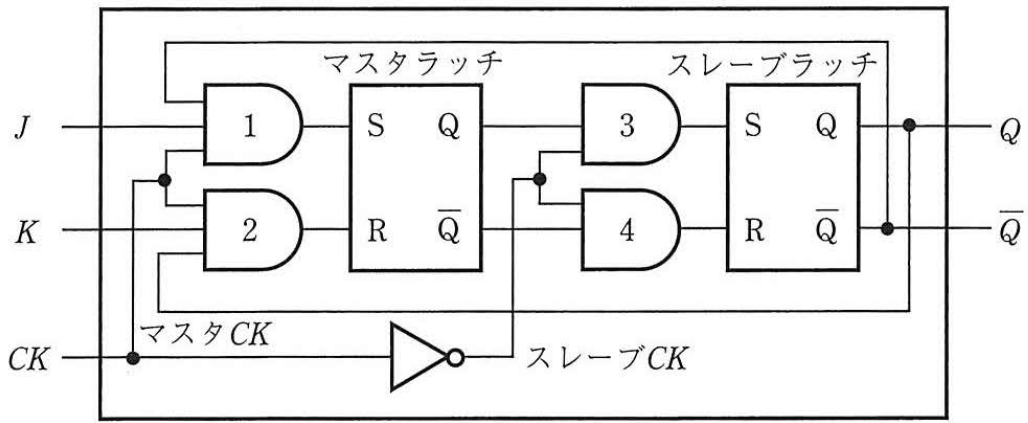 マスタラッチ スレーブラッチ
J 1 S Q 3 S Q Q
K 2 R Q̅ 4 R Q̅ Q̅
マスタCK
CK スレーブCK